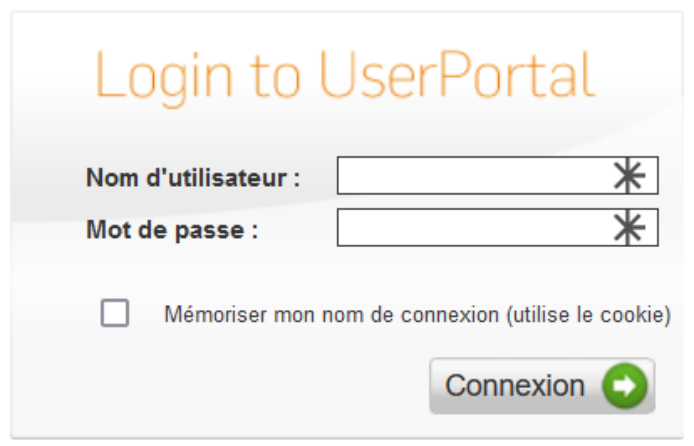 Login to UserPortal
Nom d'utilisateur :
Mot de passe :
Mémoriser mon nom de connexion (utilise le cookie)
Connexion